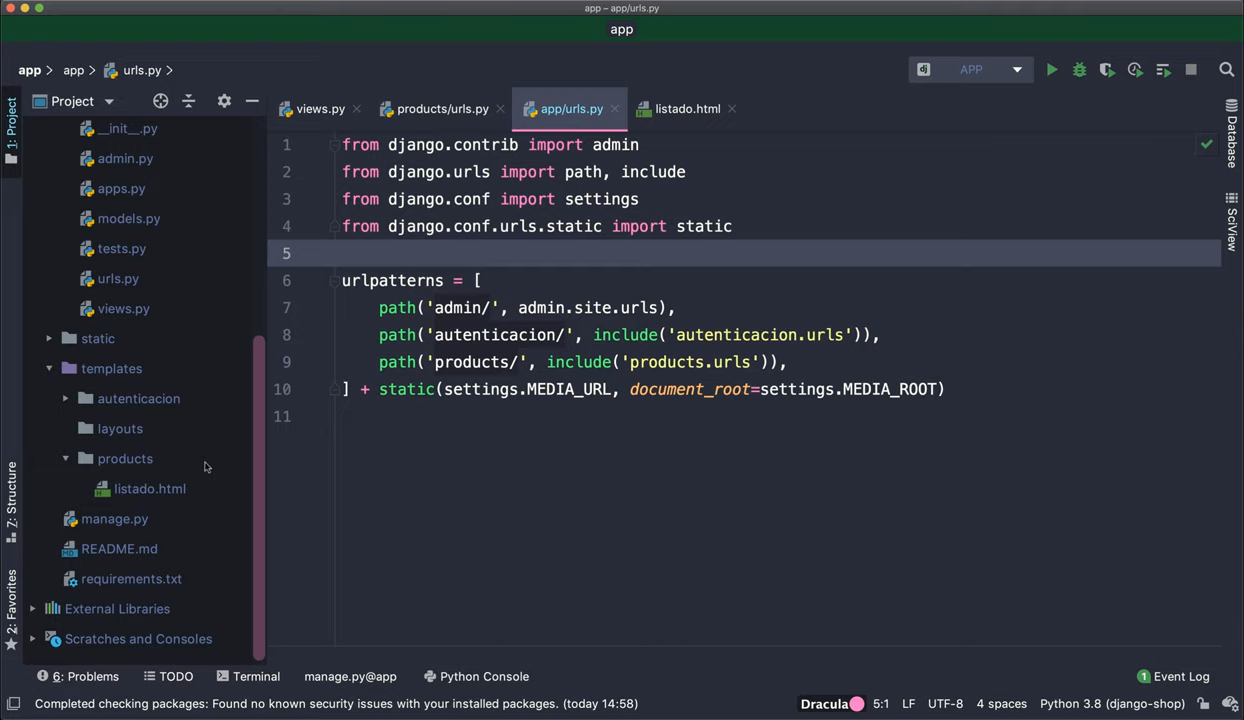 app – app/urls.py
app
app
app
urls.py
dj
APP
1: Project
Project
views.py
products/urls.py
app/urls.py
listado.html
Database
SciView
__init__.py
admin.py
apps.py
models.py
tests.py
urls.py
views.py
static
templates
autenticacion
layouts
products
listado.html
manage.py
MD
README.md
requirements.txt
External Libraries
Scratches and Consoles
1 from django.contrib import admin
2 from django.urls import path, include
3 from django.conf import settings
4 from django.conf.urls.static import static
5
6 urlpatterns = [
7 path('admin/', admin.site.urls),
8 path('autenticacion/', include('autenticacion.urls')),
9 path('products/', include('products.urls')),
10 ] + static(settings.MEDIA_URL, document_root=settings.MEDIA_ROOT)
11
7: Structure
2: Favorites
6: Problems
TODO
Terminal
manage.py@app
Python Console
1 Event Log
Completed checking packages: Found no known security issues with your installed packages. (today 14:58)
Dracula
5:1
LF
UTF-8
4 spaces
Python 3.8 (django-shop)